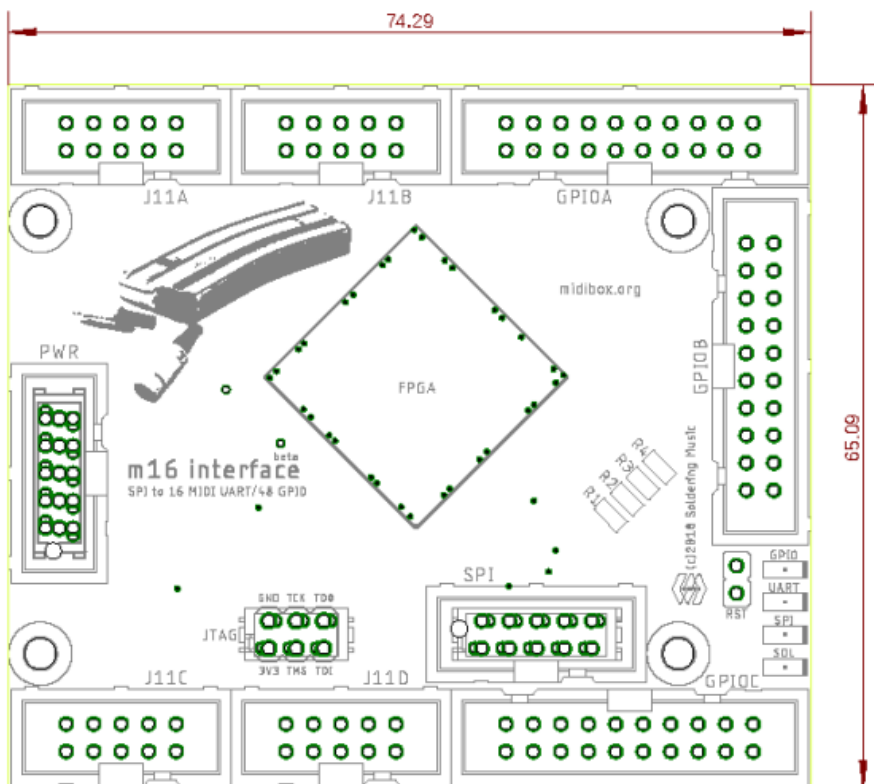 74.29
J11A
J11B
GPIOA
midibox.org
PWR
GPIOB
65.09
FPGA
beta
m16 interface
SPI to 16 MIDI UART/48 GPIO
R1
R2
R3
R4
(c)2018 Soldering Music
GPIO
UART
SPI
SOL
RST
SPI
GND TCK TDO
JTAG
3V3 TMS TDI
J11C
J11D
GPIOC